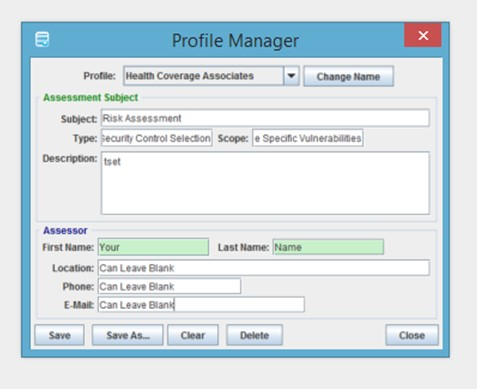 Profile Manager
Profile: Health Coverage Associates Change Name
Assessment Subject
Subject: Risk Assessment
Type: Security Control Selection Scope: e Specific Vulnerabilities
Description: tset
Assessor
First Name: Your Last Name: Name
Location: Can Leave Blank
Phone: Can Leave Blank
E-Mail: Can Leave Blank
Save Save As... Clear Delete Close